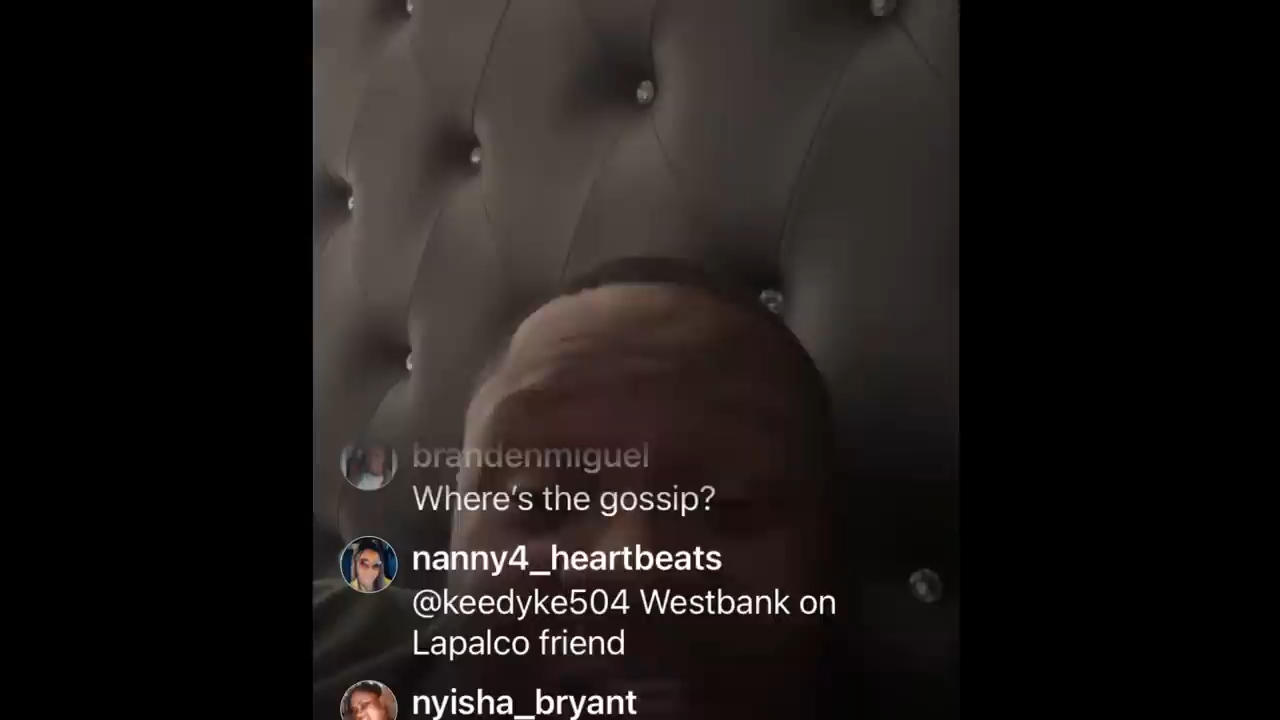 brandenmiguel
Where's the gossip?
nanny4_heartbeats
@keedyke504 Westbank on
Lapalco friend
nyisha_bryant